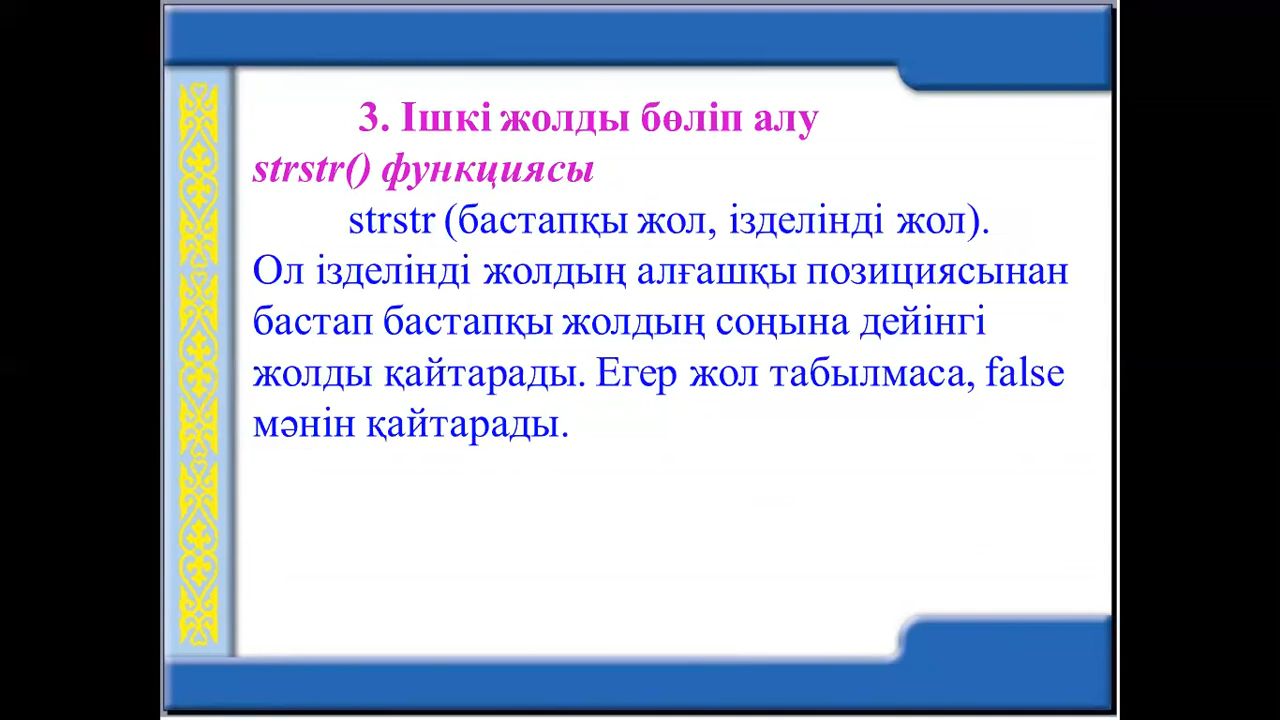 3. Ішкі жолды бөліп алу
strstr() функциясы
strstr (бастапқы жол, ізделінді жол).
Ол ізделінді жолдың алғашқы позициясынан
бастап бастапқы жолдың соңына дейінгі
жолды қайтарады. Егер жол табылмаса, false
мәнін қайтарады.